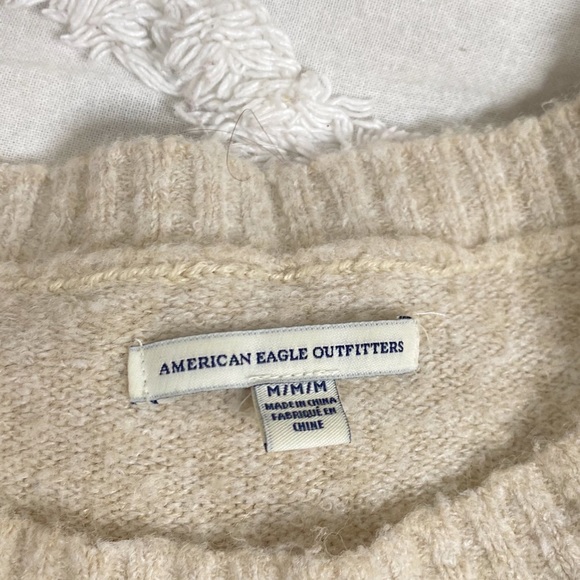 AMERICAN EAGLE OUTFITTERS
M/M/M
MADE IN CHINA
FABRIQUÉ EN
CHINE